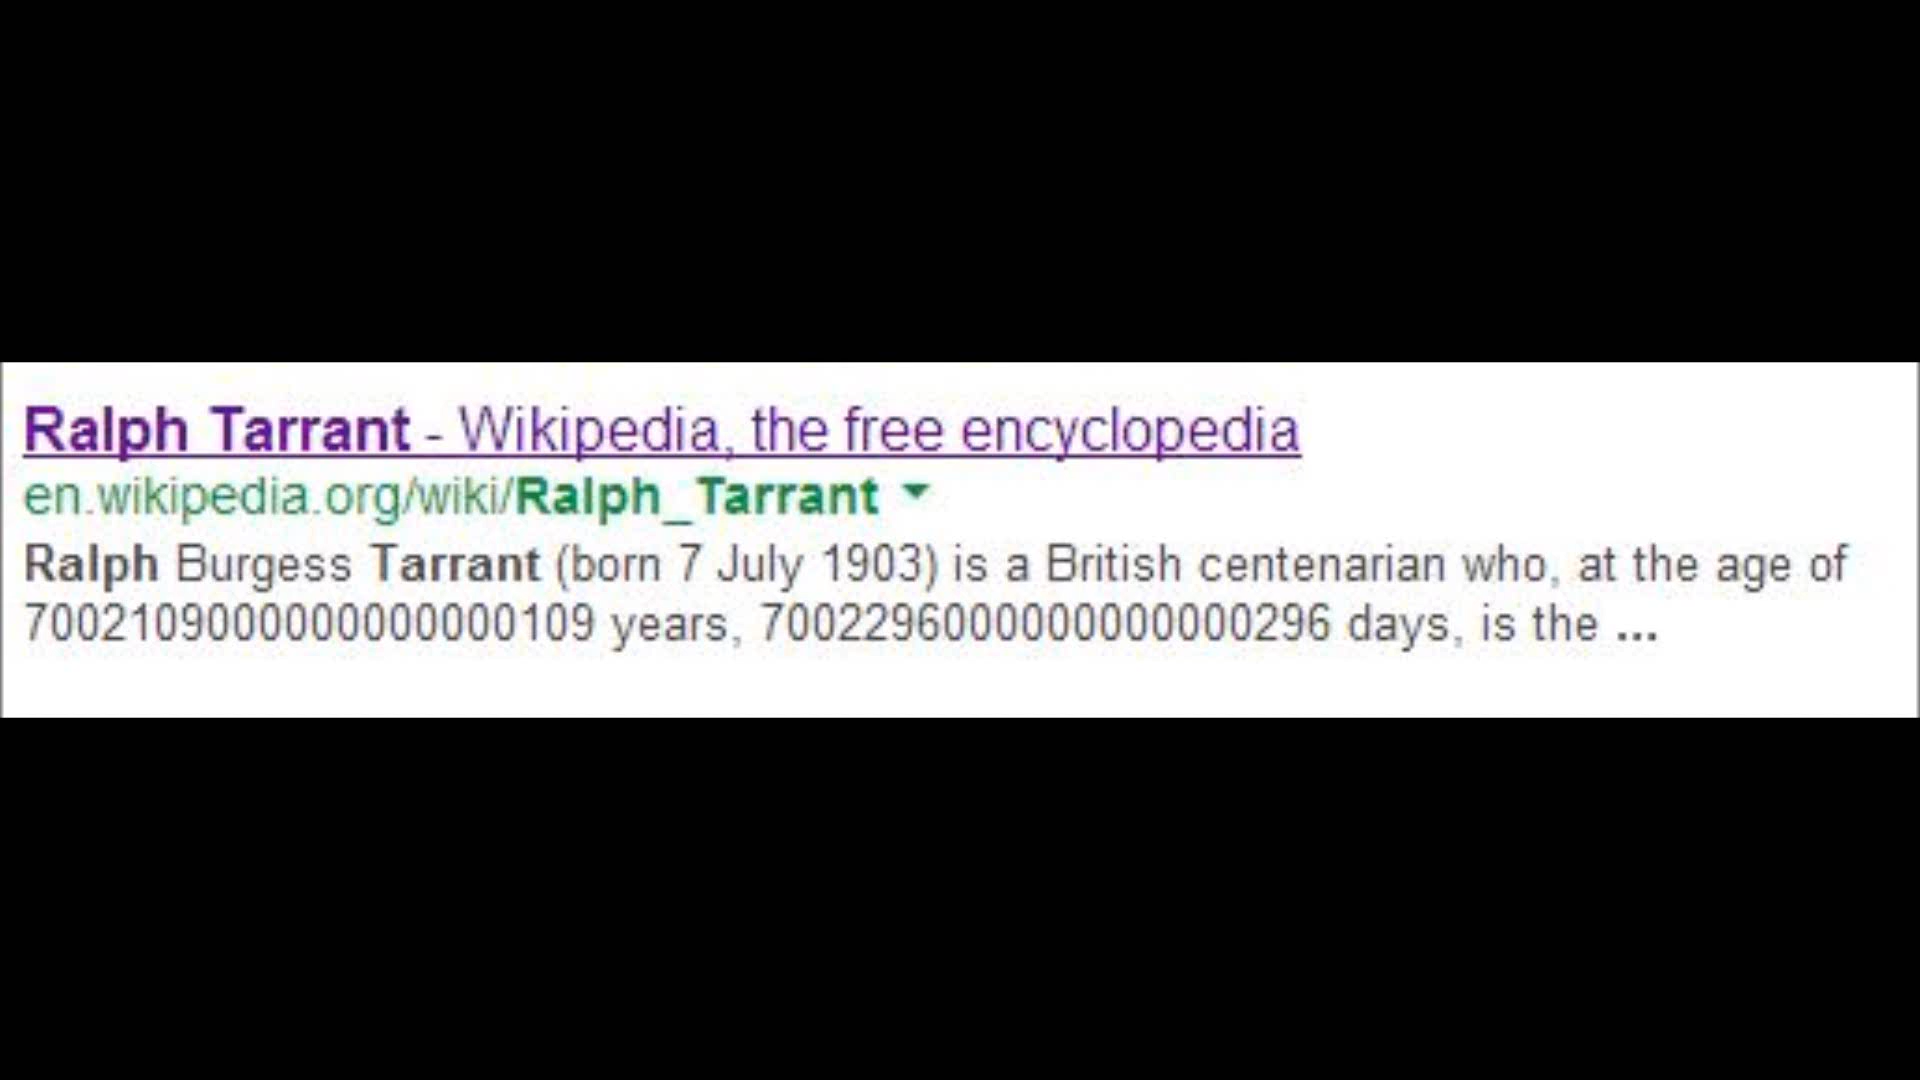 Ralph Tarrant - Wikipedia, the free encyclopedia
en.wikipedia.org/wiki/Ralph_Tarrant
Ralph Burgess Tarrant (born 7 July 1903) is a British centenarian who, at the age of
7002109000000000000109 years, 7002296000000000000296 days, is the ...